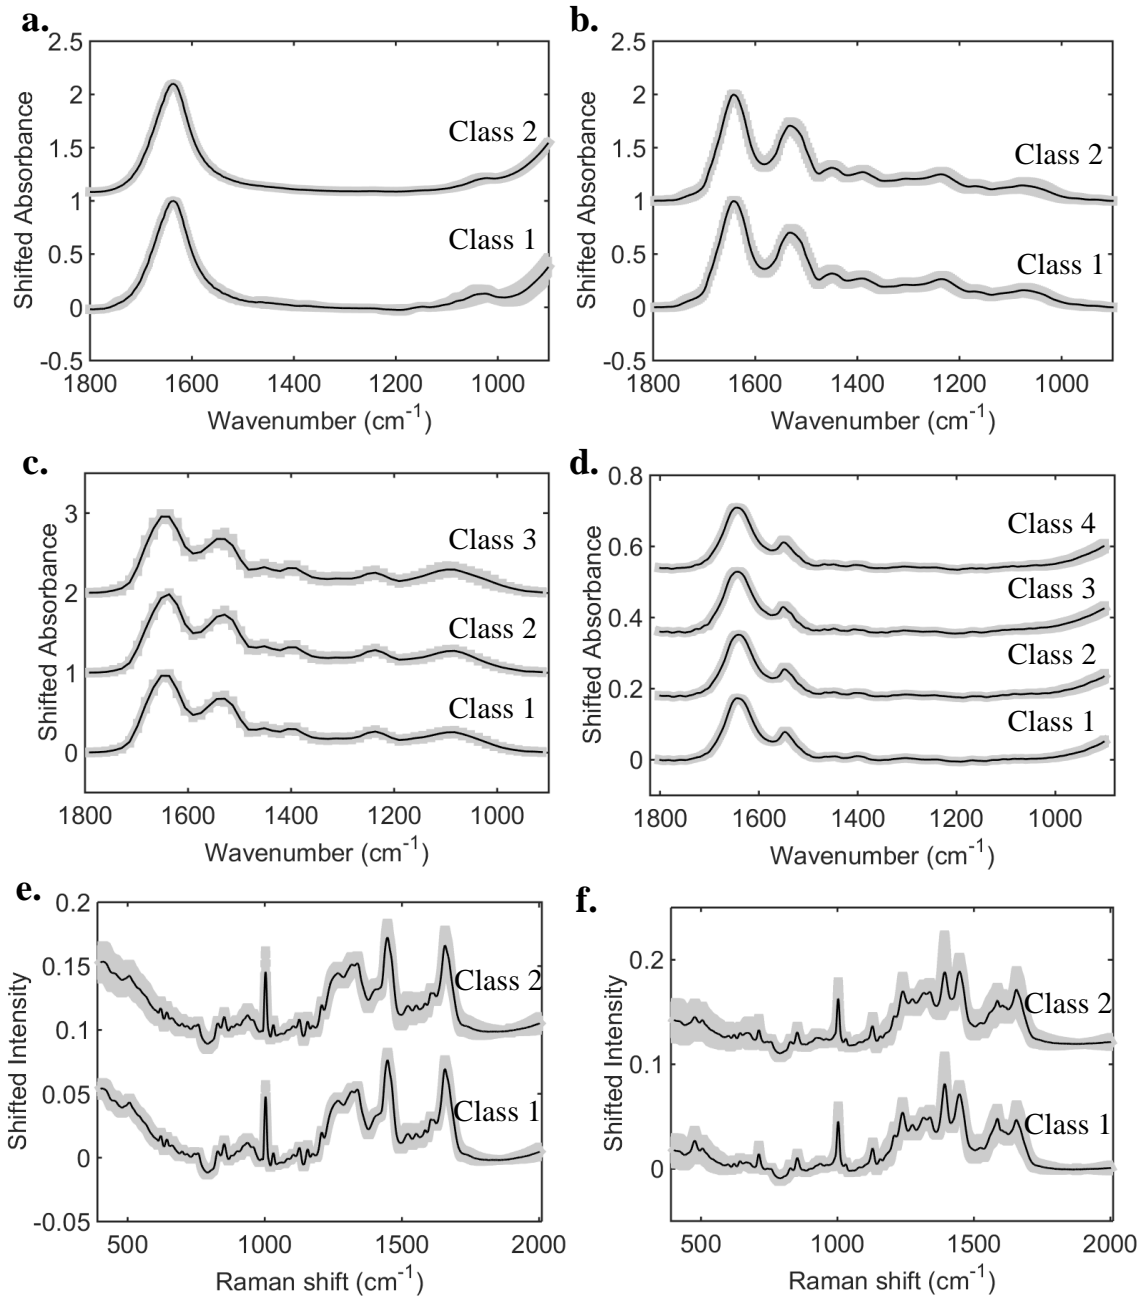 a.
2.5
2
1.5
1
0.5
0
-0.5
Shifted Absorbance
Class 2
Class 1
1800 1600 1400 1200 1000
Wavenumber (cm-1)
b.
2.5
2
1.5
1
0.5
0
-0.5
Shifted Absorbance
Class 2
Class 1
1800 1600 1400 1200 1000
Wavenumber (cm-1)
c.
3
2
1
0
Shifted Absorbance
Class 3
Class 2
Class 1
1800 1600 1400 1200 1000
Wavenumber (cm-1)
d.
0.8
0.6
0.4
0.2
0
Shifted Absorbance
Class 4
Class 3
Class 2
Class 1
1800 1600 1400 1200 1000
Wavenumber (cm-1)
e.
0.2
0.15
0.1
0.05
0
-0.05
Shifted Intensity
Class 2
Class 1
500 1000 1500 2000
Raman shift (cm-1)
f.
0.2
0.1
0
Shifted Intensity
Class 2
Class 1
500 1000 1500 2000
Raman shift (cm-1)